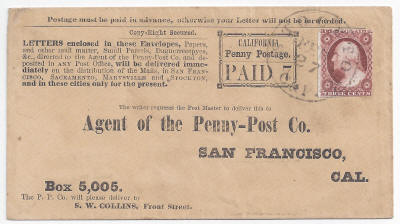 Postage must be paid in advance, otherwise your Letter will not be forwarded.
Copy-Right Secured.
LETTERS enclosed in these Envelopes, Papers,
and other mail matter, Small Parcels, Daguerreotypes,
&c., directed to the Agent of the Penny-Post Co. and de-
posited in ANY Post Office, will be delivered immediately
on the distribution of the Mails, in SAN FRAN-
CISCO, SACRAMENTO, MARYSVILLE and STOCKTON,
and in these cities only for the present.
CALIFORNIA
Penny Postage.
PAID 7
THREE CENTS
The writer requests the Post Master to deliver this to
Agent of the Penny-Post Co.
SAN FRANCISCO,
CAL.
Box 5,005.
The P. P. Co. will please deliver to
S. W. COLLINS, Front Street.